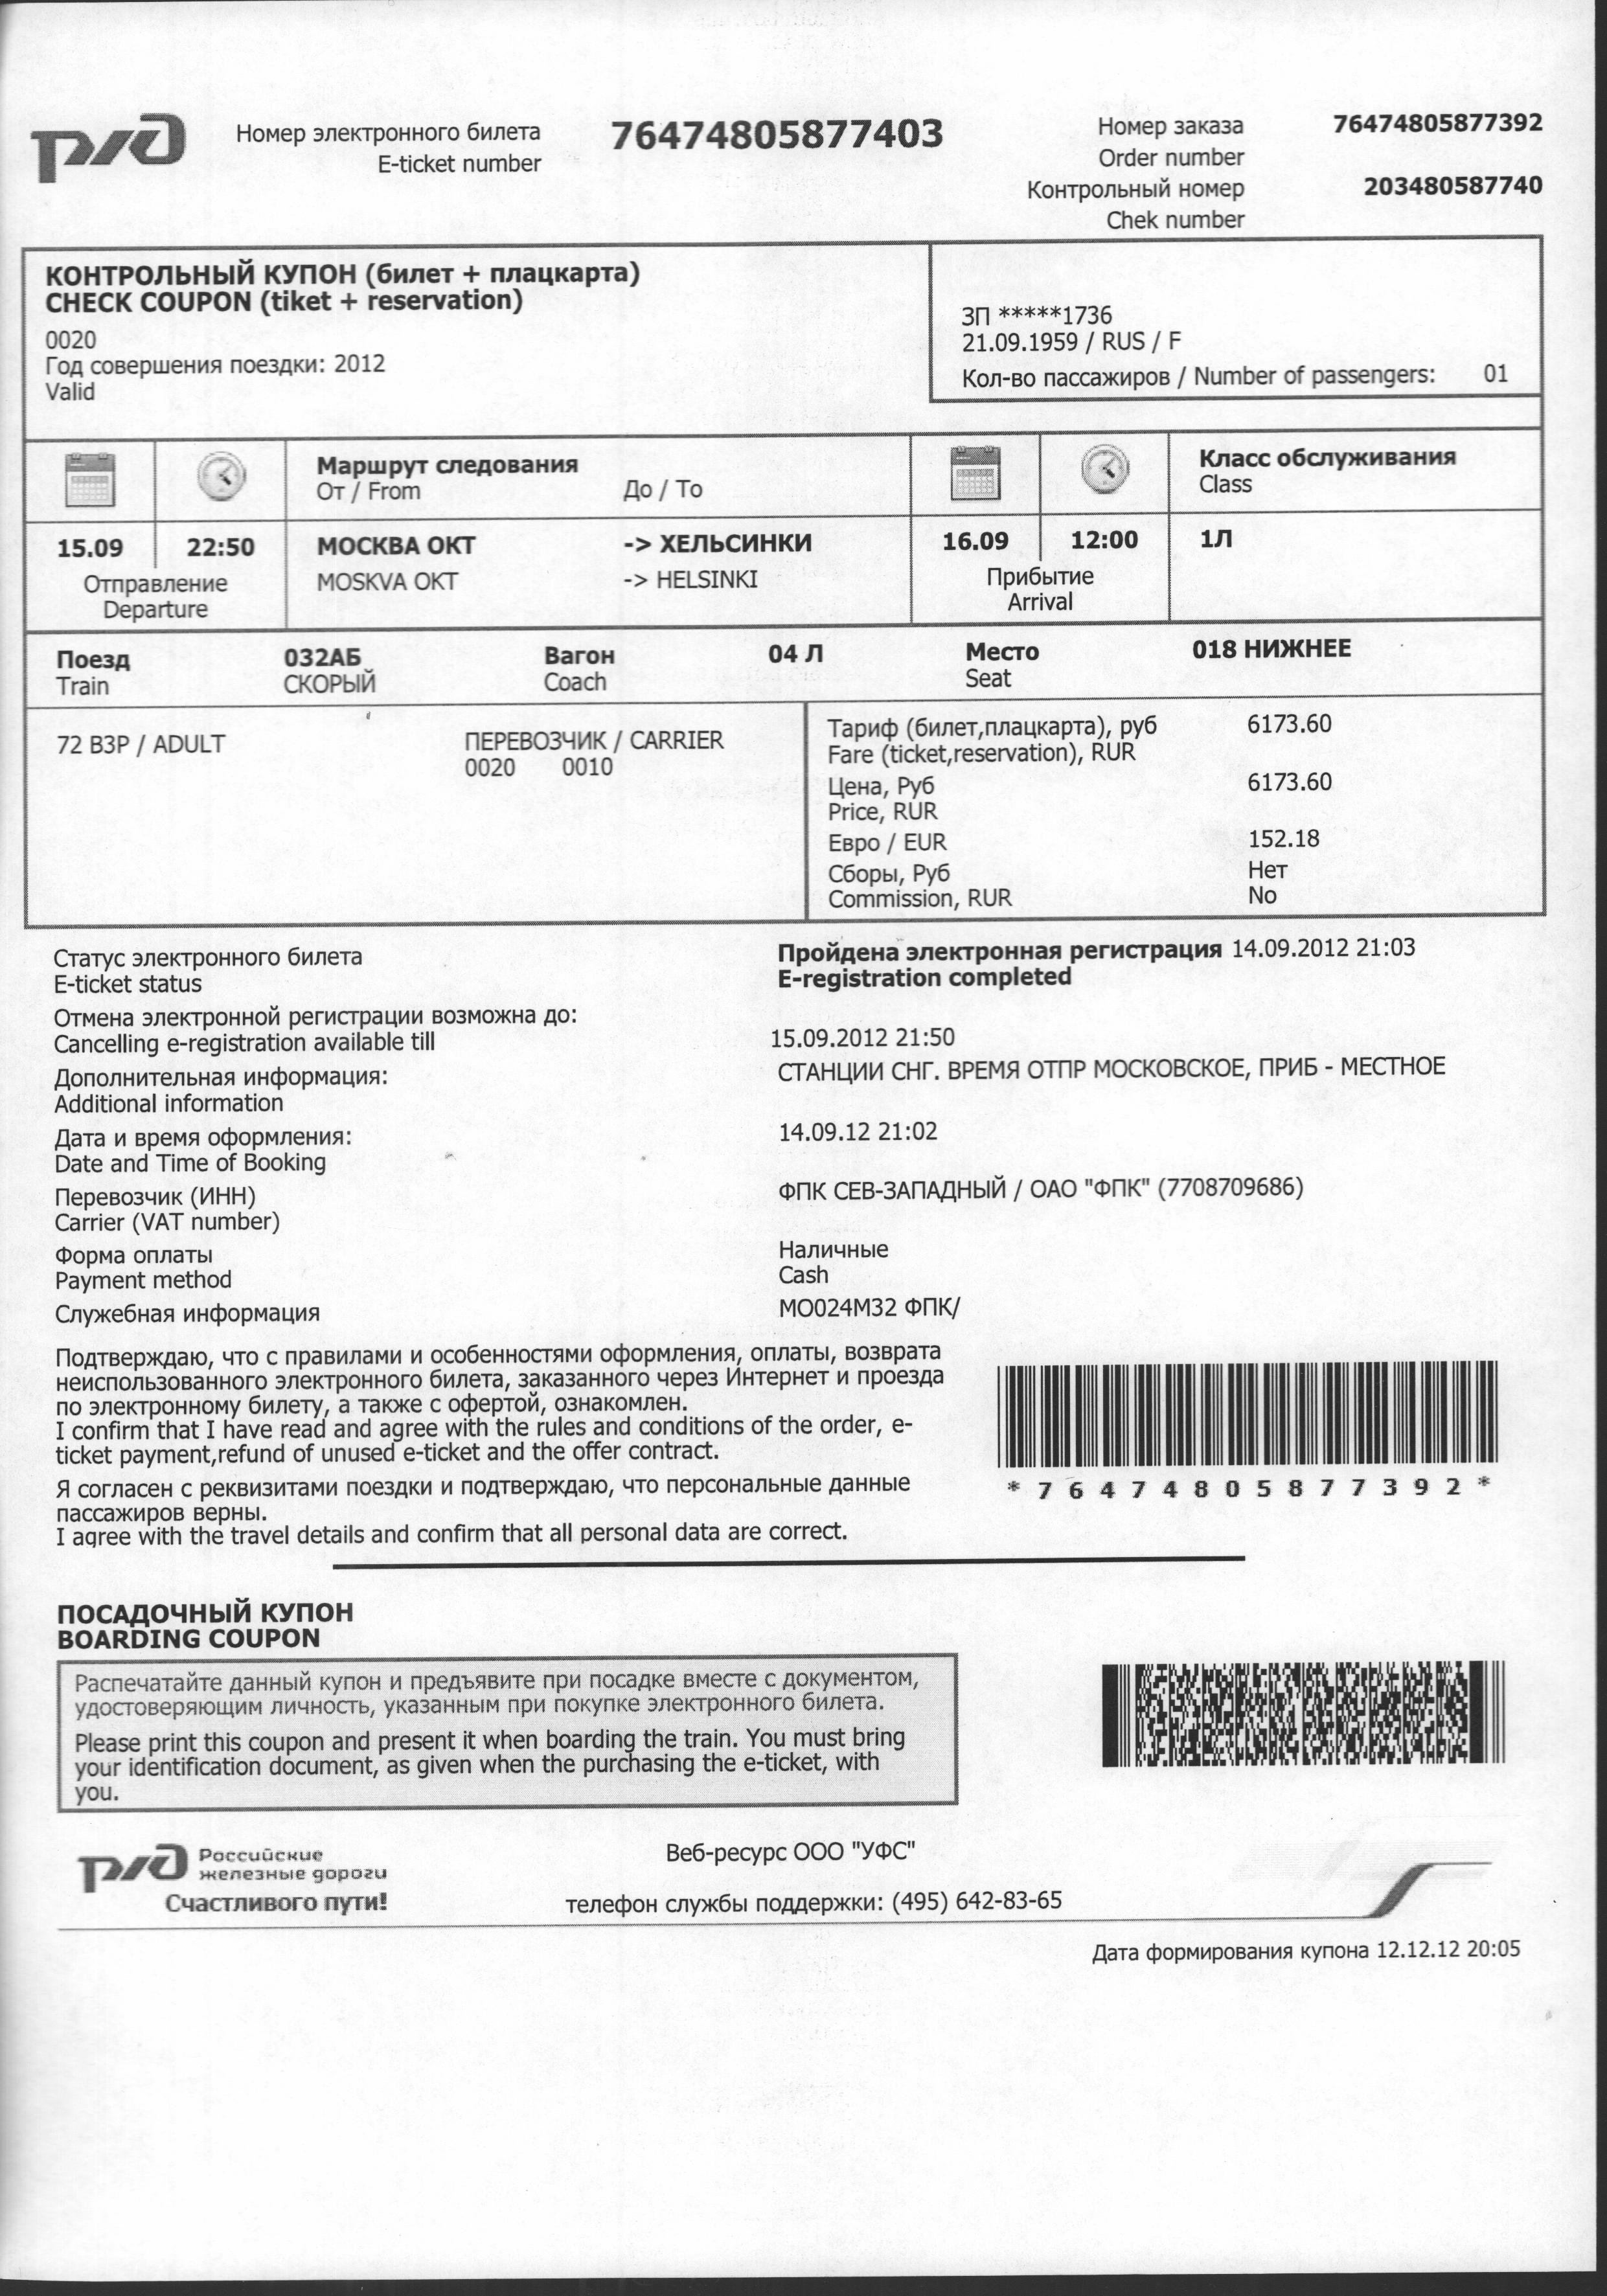 РЖД
Номер электронного билета
E-ticket number
76474805877403
Номер заказа 76474805877392
Order number
Контрольный номер 203480587740
Chek number
КОНТРОЛЬНЫЙ КУПОН (билет + плацкарта)
CHECK COUPON (tiket + reservation)
0020
Год совершения поездки: 2012
Valid
ЗП *****1736
21.09.1959 / RUS / F
Кол-во пассажиров / Number of passengers: 01
Маршрут следования
От / From До / To
Класс обслуживания
Class
15.09 22:50 МОСКВА ОКТ -> ХЕЛЬСИНКИ 16.09 12:00 1Л
Отправление MOSKVA OKT -> HELSINKI Прибытие
Departure Arrival
Поезд 032АБ Вагон 04 Л Место 018 НИЖНЕЕ
Train СКОРЫЙ Coach Seat
72 ВЗР / ADULT
ПЕРЕВОЗЧИК / CARRIER
0020 0010
Тариф (билет,плацкарта), руб 6173.60
Fare (ticket,reservation), RUR
Цена, Руб 6173.60
Price, RUR
Евро / EUR 152.18
Сборы, Руб Нет
Commission, RUR No
Статус электронного билета Пройдена электронная регистрация 14.09.2012 21:03
E-ticket status E-registration completed
Отмена электронной регистрации возможна до:
Cancelling e-registration available till 15.09.2012 21:50
Дополнительная информация: СТАНЦИИ СНГ. ВРЕМЯ ОТПР МОСКОВСКОЕ, ПРИБ - МЕСТНОЕ
Additional information
Дата и время оформления: 14.09.12 21:02
Date and Time of Booking
Перевозчик (ИНН) ФПК СЕВ-ЗАПАДНЫЙ / ОАО "ФПК" (7708709686)
Carrier (VAT number)
Форма оплаты Наличные
Payment method Cash
Служебная информация МО024М32 ФПК/
Подтверждаю, что с правилами и особенностями оформления, оплаты, возврата
неиспользованного электронного билета, заказанного через Интернет и проезда
по электронному билету, а также с офертой, ознакомлен.
I confirm that I have read and agree with the rules and conditions of the order, e-
ticket payment,refund of unused e-ticket and the offer contract.
Я согласен с реквизитами поездки и подтверждаю, что персональные данные
пассажиров верны.
I agree with the travel details and confirm that all personal data are correct.
*76474805877392*
ПОСАДОЧНЫЙ КУПОН
BOARDING COUPON
Распечатайте данный купон и предъявите при посадке вместе с документом,
удостоверяющим личность, указанным при покупке электронного билета.
Please print this coupon and present it when boarding the train. You must bring
your identification document, as given when the purchasing the e-ticket, with
you.
РЖД Российские
железные дороги
Счастливого пути!
Веб-ресурс ООО "УФС"
телефон службы поддержки: (495) 642-83-65
Дата формирования купона 12.12.12 20:05